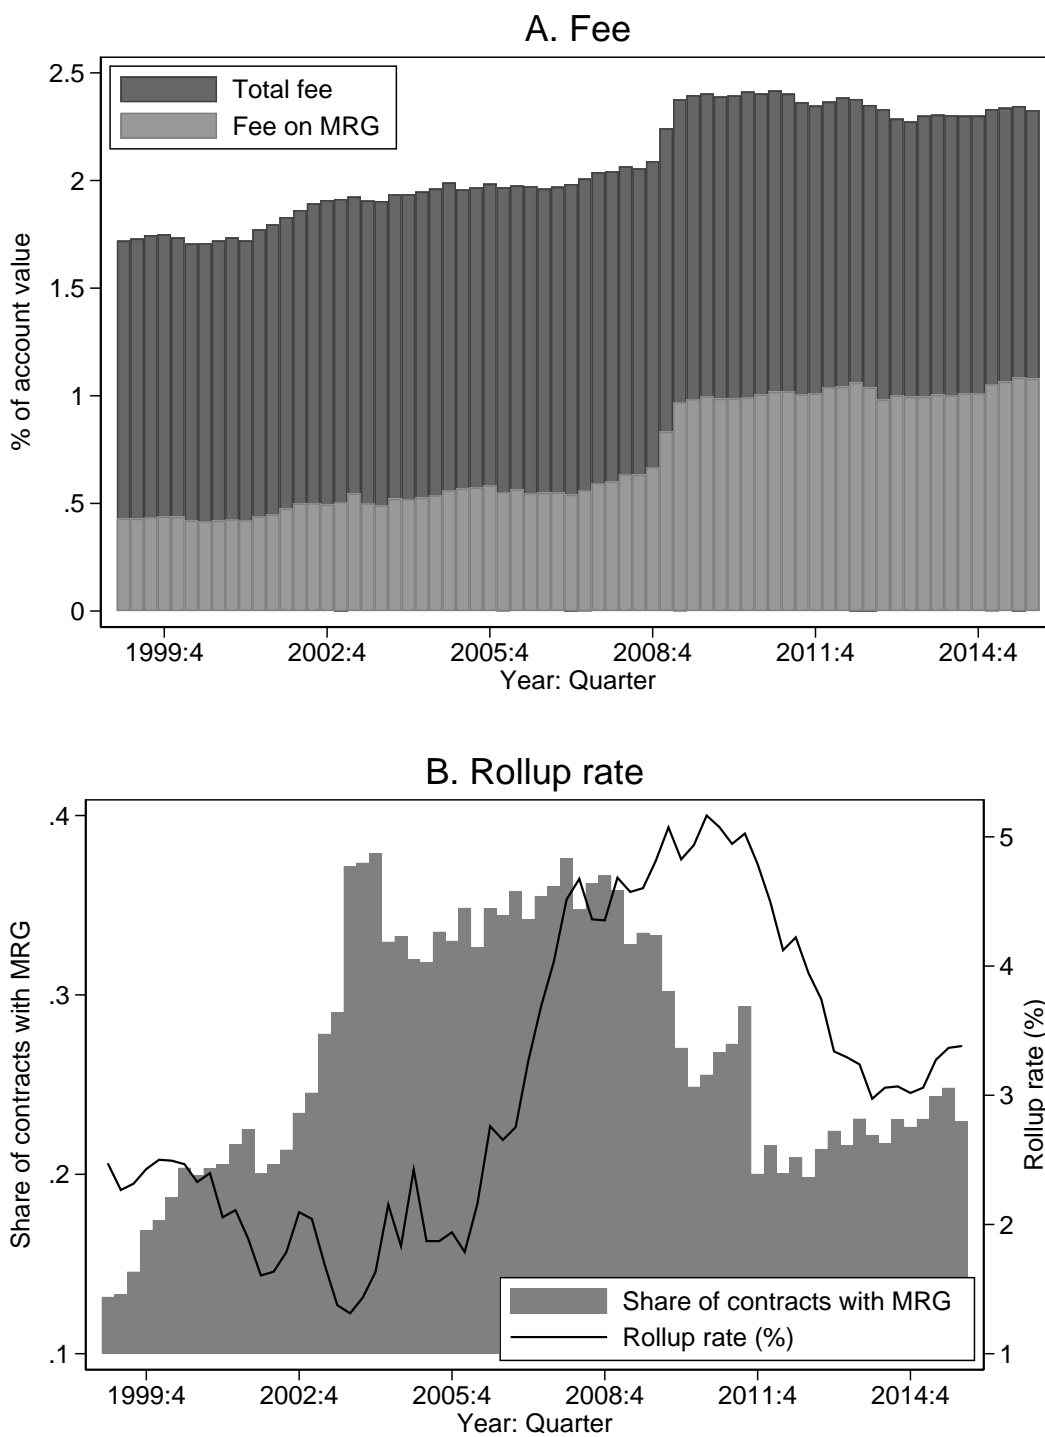 A. Fee
2.5
2
1.5
1
.5
0
% of account value
Total fee
Fee on MRG
1999:4 2002:4 2005:4 2008:4 2011:4 2014:4
Year: Quarter
B. Rollup rate
.4
.3
.2
.1
Share of contracts with MRG
5
4
3
2
1
Rollup rate (%)
Share of contracts with MRG
Rollup rate (%)
1999:4 2002:4 2005:4 2008:4 2011:4 2014:4
Year: Quarter